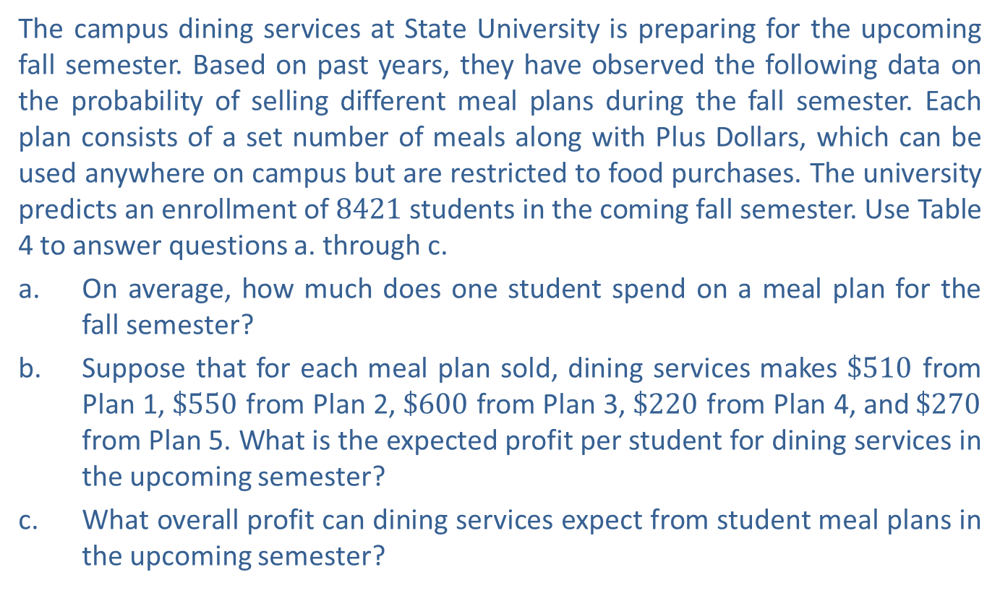 The campus dining services at State University is preparing for the upcoming
fall semester. Based on past years, they have observed the following data on
the probability of selling different meal plans during the fall semester. Each
plan consists of a set number of meals along with Plus Dollars, which can be
used anywhere on campus but are restricted to food purchases. The university
predicts an enrollment of 8421 students in the coming fall semester. Use Table
4 to answer questions a. through c.
a. On average, how much does one student spend on a meal plan for the
fall semester?
b. Suppose that for each meal plan sold, dining services makes $510 from
Plan 1, $550 from Plan 2, $600 from Plan 3, $220 from Plan 4, and $270
from Plan 5. What is the expected profit per student for dining services in
the upcoming semester?
c. What overall profit can dining services expect from student meal plans in
the upcoming semester?